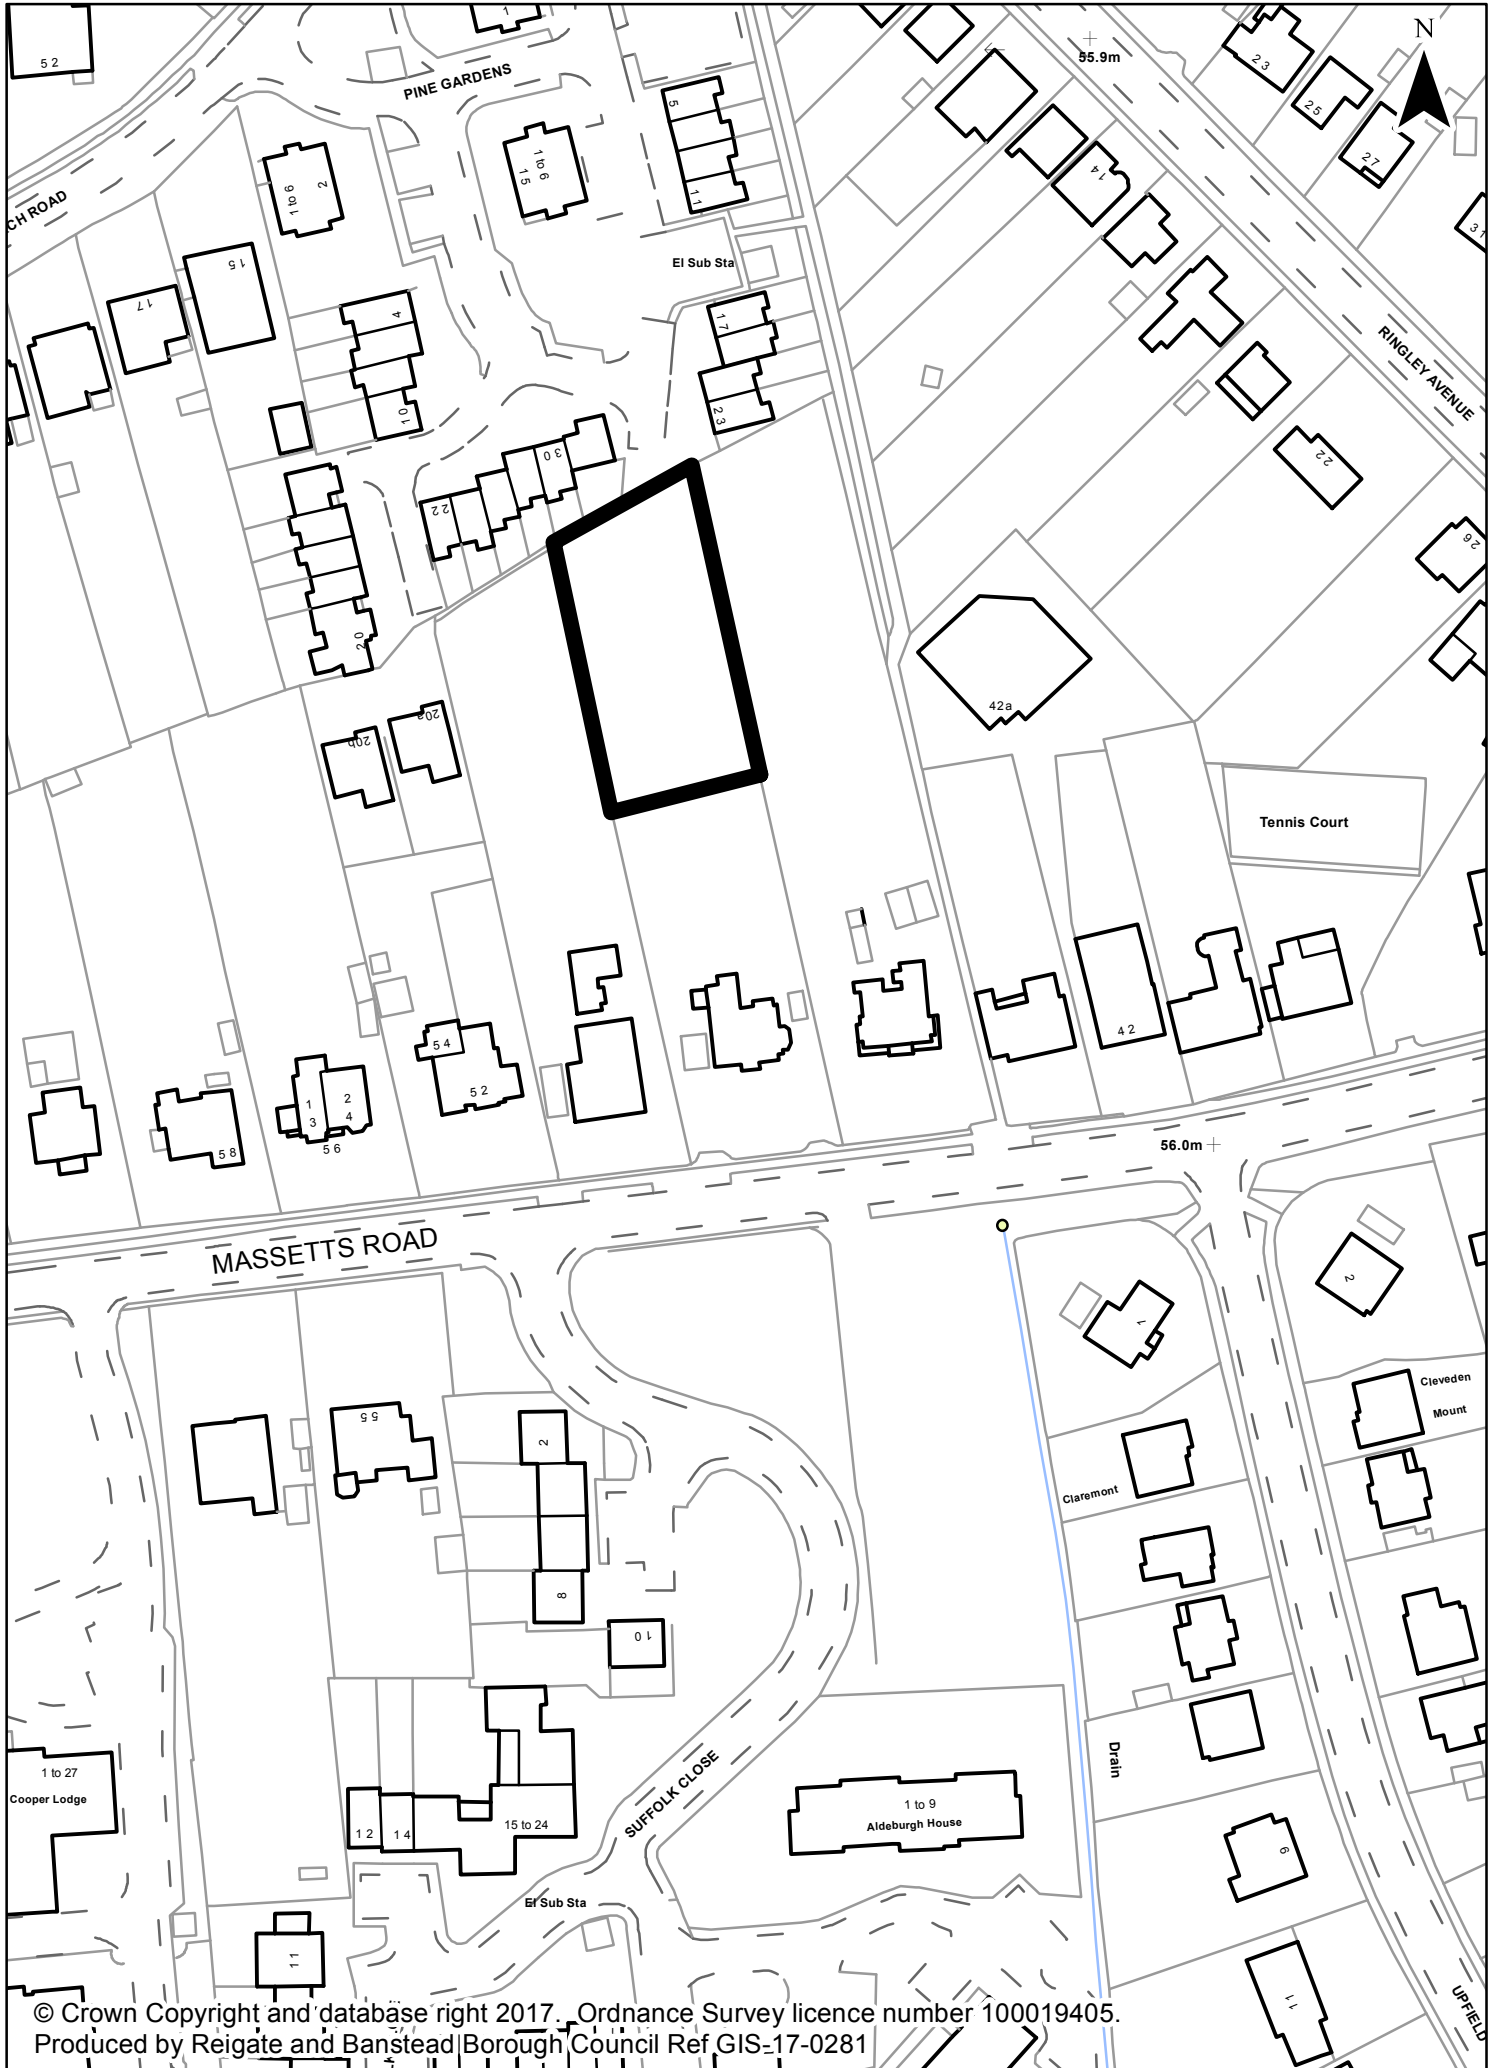 52
1
PINE GARDENS
5
55.9m
23
N
25
27
1 to 6
15
1 to 6
2
11
14
CH ROAD
31
El Sub Sta
15
17
4
17
RINGLEY AVENUE
10
23
30
22
22
26
20
42a
20a
20b
Tennis Court
42
54
52
1
3
2
4
56
58
56.0m
MASSETTS ROAD
2
7
Cleveden
Mount
55
2
Claremont
8
10
Drain
1 to 27
Cooper Lodge
SUFFOLK CLOSE
1 to 9
Aldeburgh House
12
14
15 to 24
9
El Sub Sta
11
11
UPFIELD
© Crown Copyright and database right 2017. Ordnance Survey licence number 100019405.
Produced by Reigate and Banstead Borough Council Ref GIS-17-0281